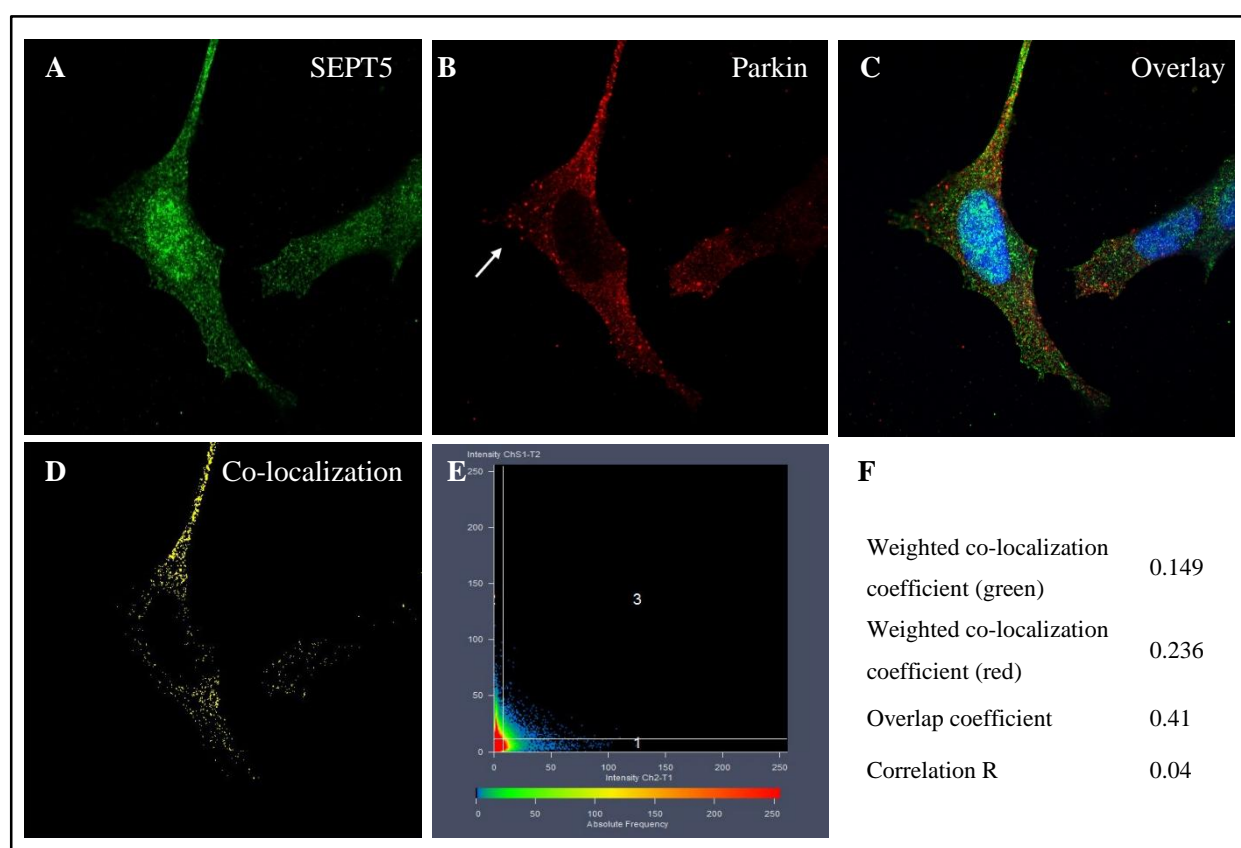 A SEPT5
B Parkin
C Overlay
D Co-localization
E
Intensity ChS1-T2
250
200
150
100
50
0
3
1
0 50 100 150 200 250
Intensity Ch2-T1
0 50 100 150 200 250
Absolute Frequency
F
Weighted co-localization
coefficient (green) 0.149
Weighted co-localization
coefficient (red) 0.236
Overlap coefficient 0.41
Correlation R 0.04